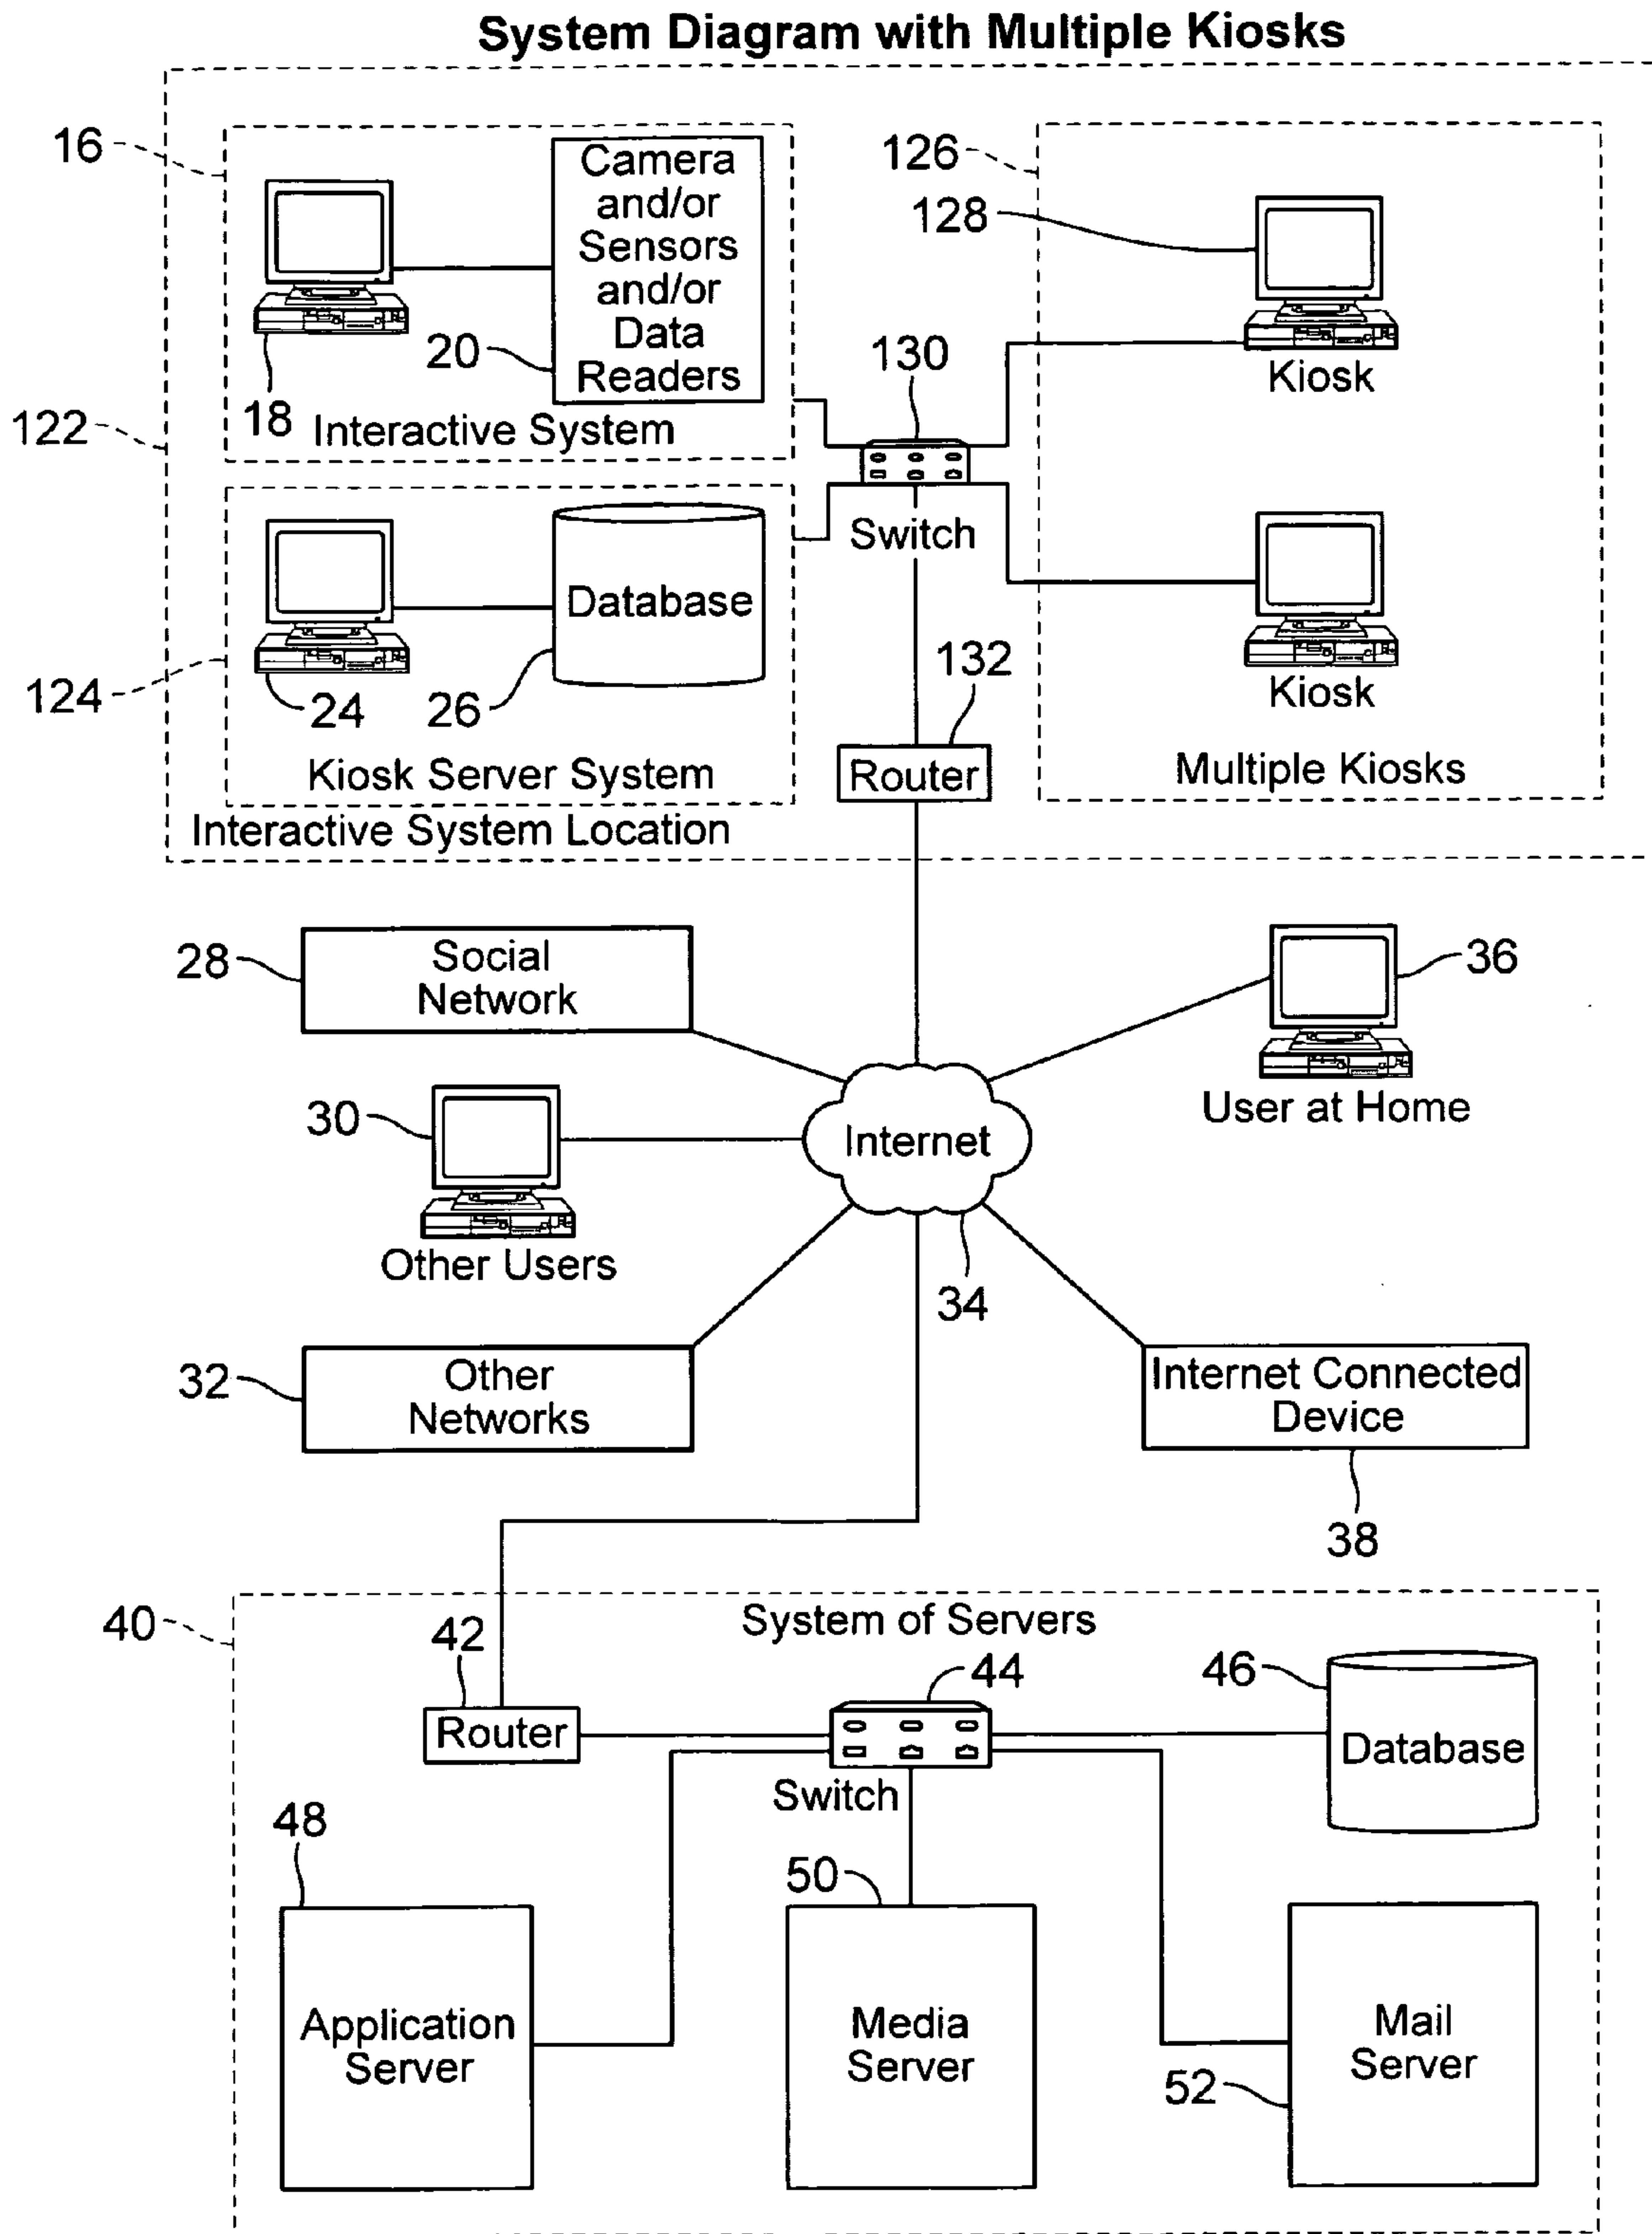 System Diagram with Multiple Kiosks
16
Camera
and/or
Sensors
and/or
Data
Readers
20
18
Interactive System
122
126
128
Kiosk
130
Switch
Kiosk
Multiple Kiosks
Database
124
24
26
Kiosk Server System
132
Router
Interactive System Location
28
Social
Network
36
User at Home
30
Other Users
Internet
34
32
Other
Networks
Internet Connected
Device
38
40
System of Servers
42
Router
44
Switch
46
Database
48
Application
Server
50
Media
Server
Mail
Server
52